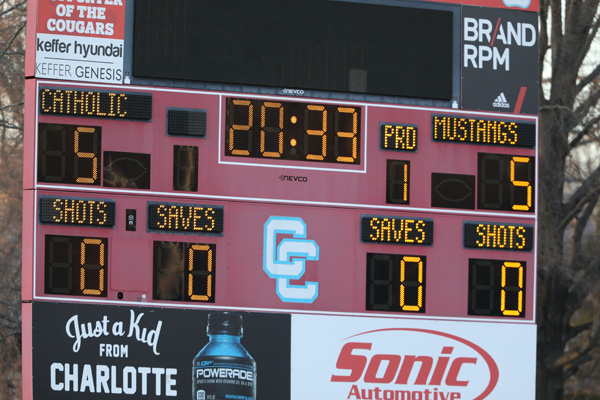 PORTER
OF THE
COUGARS
keffer hyundai
KEFFER GENESIS
BRAND
RPM
adidas
NEVCO
CATHOLIC
20:33
PRD
MUSTANGS
5
1
5
NEVCO
SHOTS
SAVES
CC
SAVES
SHOTS
0
0
0
0
Just a Kid
FROM
CHARLOTTE
POWERADE
Sonic
Automotive